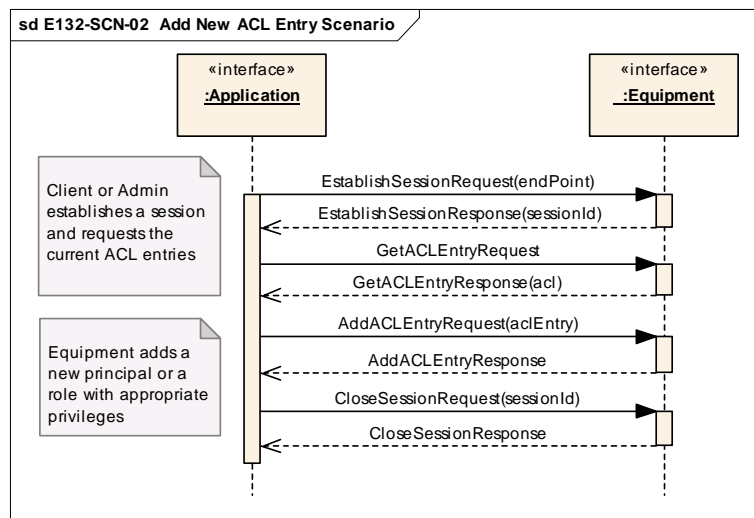 sd E132-SCN-02 Add New ACL Entry Scenario
«interface»
:Application
«interface»
:Equipment
Client or Admin
establishes a session
and requests the
current ACL entries
EstablishSessionRequest(endPoint)
EstablishSessionResponse(sessionId)
GetACLEntryRequest
GetACLEntryResponse(acl)
Equipment adds a
new principal or a
role with appropriate
privileges
AddACLEntryRequest(aclEntry)
AddACLEntryResponse
CloseSessionRequest(sessionId)
CloseSessionResponse